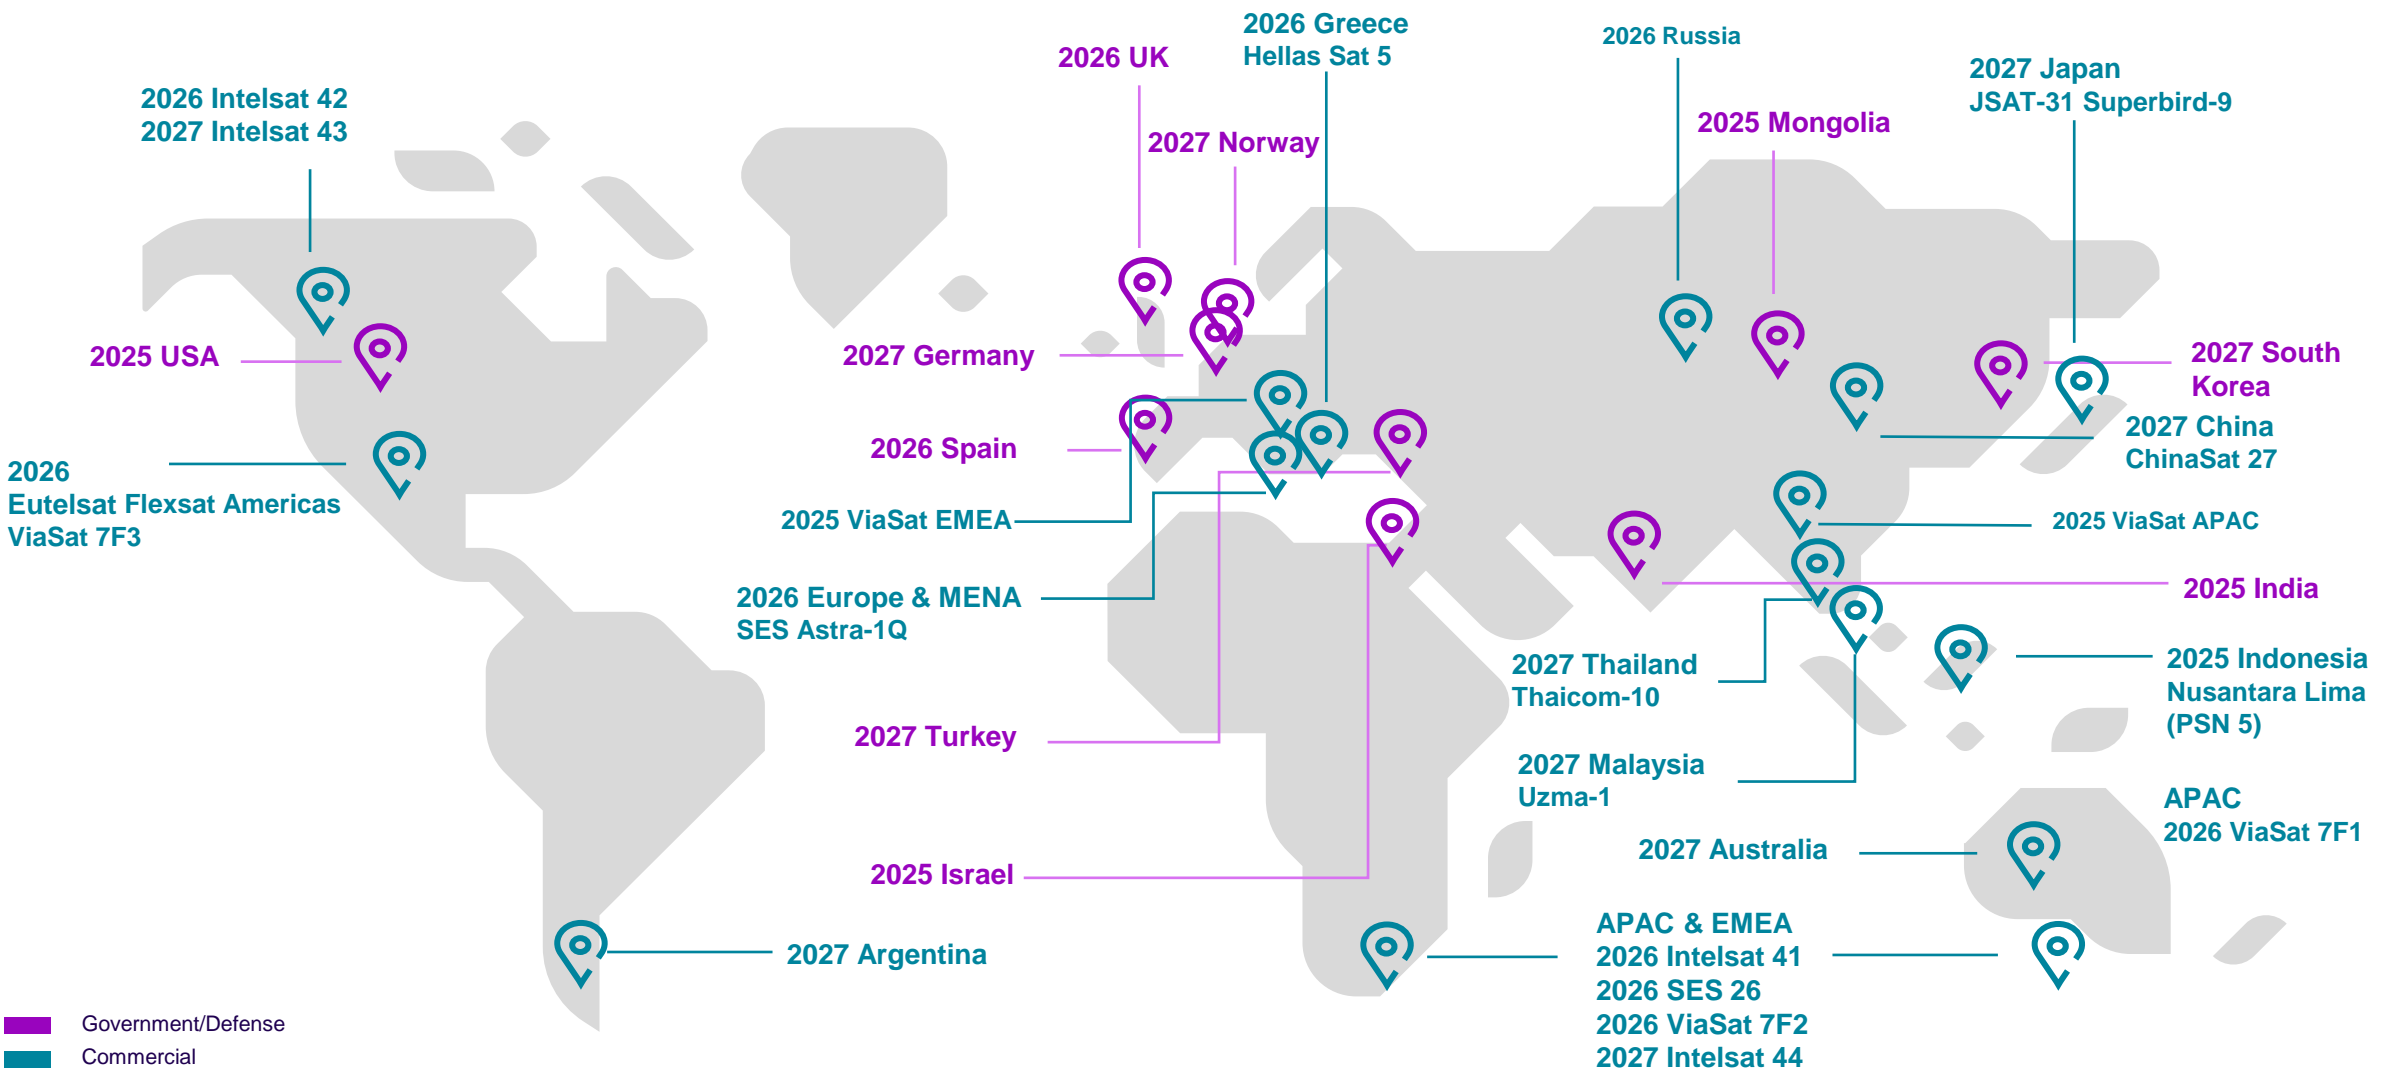 2026 Greece
Hellas Sat 5
2026 Russia
2026 UK
2027 Japan
JSAT-31 Superbird-9
2026 Intelsat 42
2027 Intelsat 43
2025 Mongolia
2027 Norway
2025 USA
2027 Germany
2027 South
Korea
2026 Spain
2027 China
ChinaSat 27
2026
Eutelsat Flexsat Americas
ViaSat 7F3
2025 ViaSat EMEA
2025 ViaSat APAC
2026 Europe & MENA
SES Astra-1Q
2025 India
2027 Thailand
Thaicom-10
2025 Indonesia
Nusantara Lima
(PSN 5)
2027 Turkey
2027 Malaysia
Uzma-1
APAC
2026 ViaSat 7F1
2027 Australia
2025 Israel
APAC & EMEA
2026 Intelsat 41
2026 SES 26
2026 ViaSat 7F2
2027 Intelsat 44
2027 Argentina
Government/Defense
Commercial